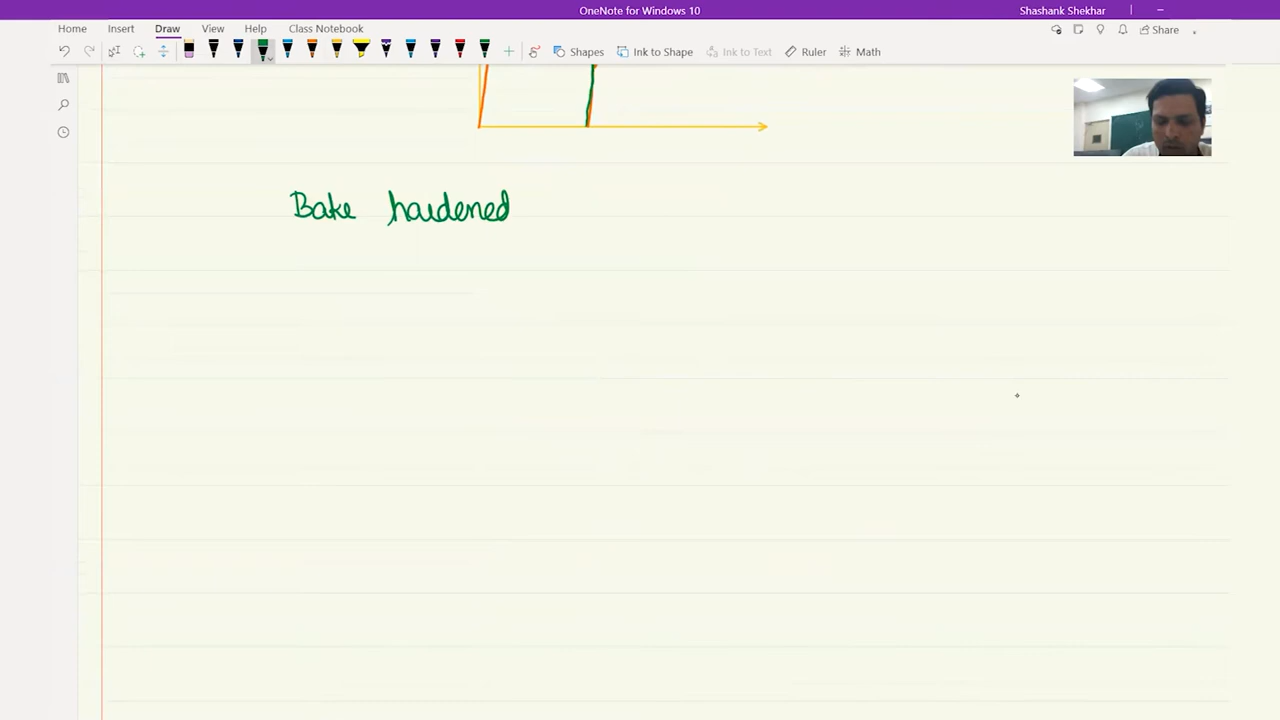 OneNote for Windows 10
Shashank Shekhar
Home Insert Draw View Help Class Notebook
Share
Shapes Ink to Shape Ink to Text Ruler Math
Bake hardened